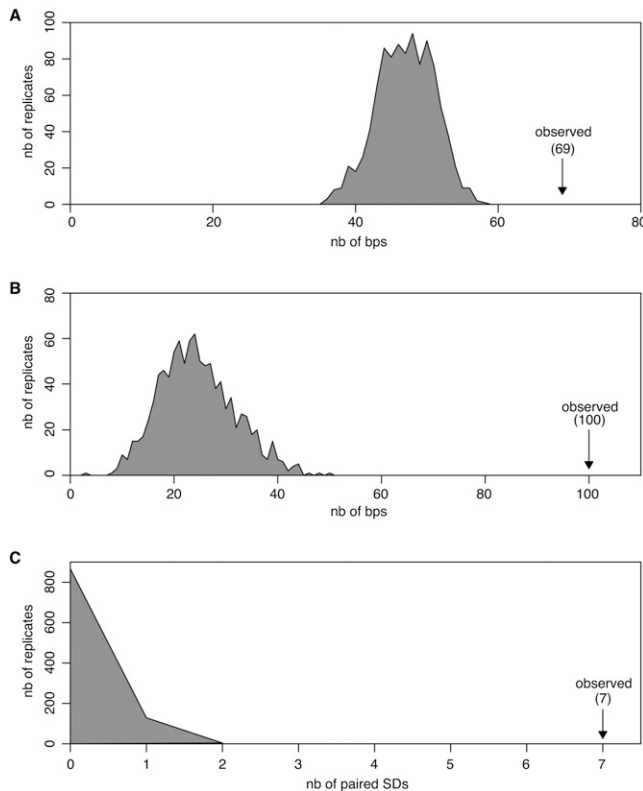 A
nb of replicates
100
80
60
40
20
0
observed
(69)
0 20 40 60 80
nb of bps
B
nb of replicates
80
60
40
20
0
observed
(100)
0 20 40 60 80 100
nb of bps
C
nb of replicates
800
600
400
200
0
observed
(7)
0 1 2 3 4 5 6 7
nb of paired SDs